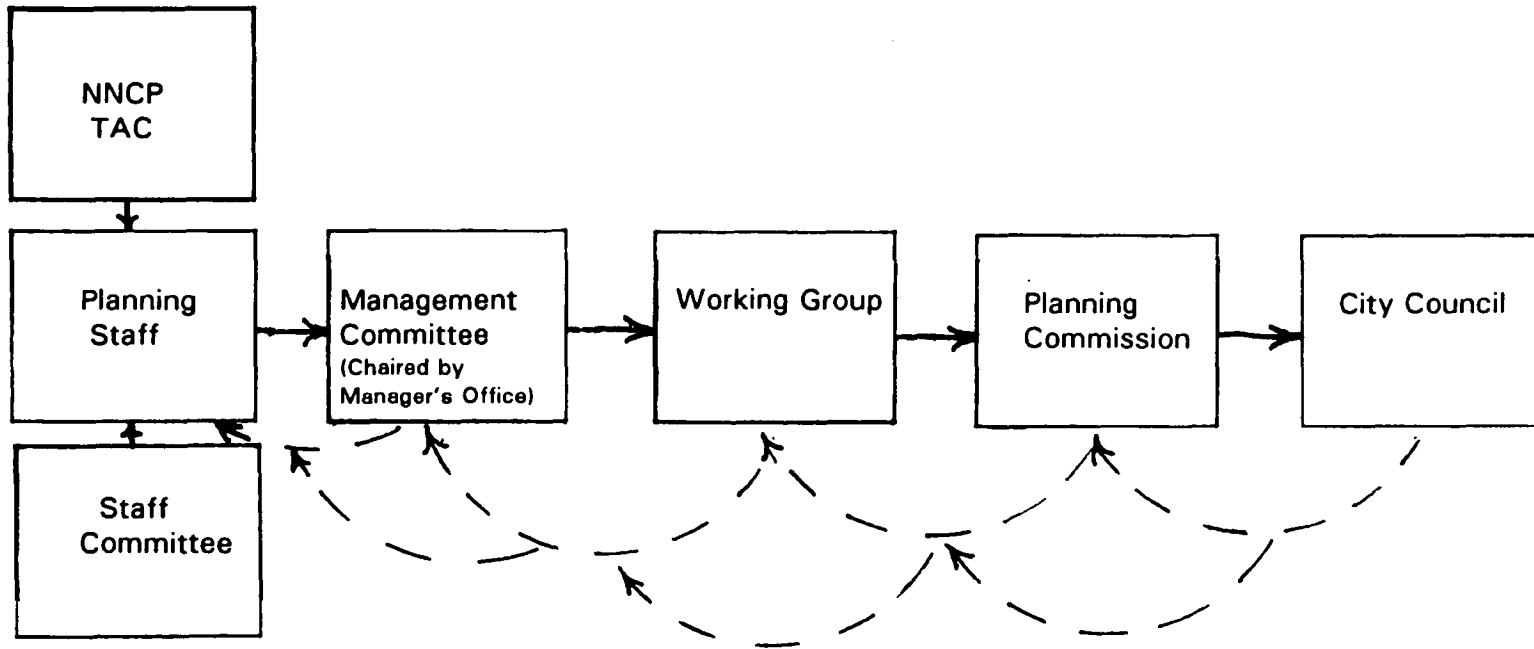 NNCP
TAC
Planning
Staff
Management
Committee
(Chaired by
Manager's Office)
Working Group
Planning
Commission
City Council
Staff
Committee